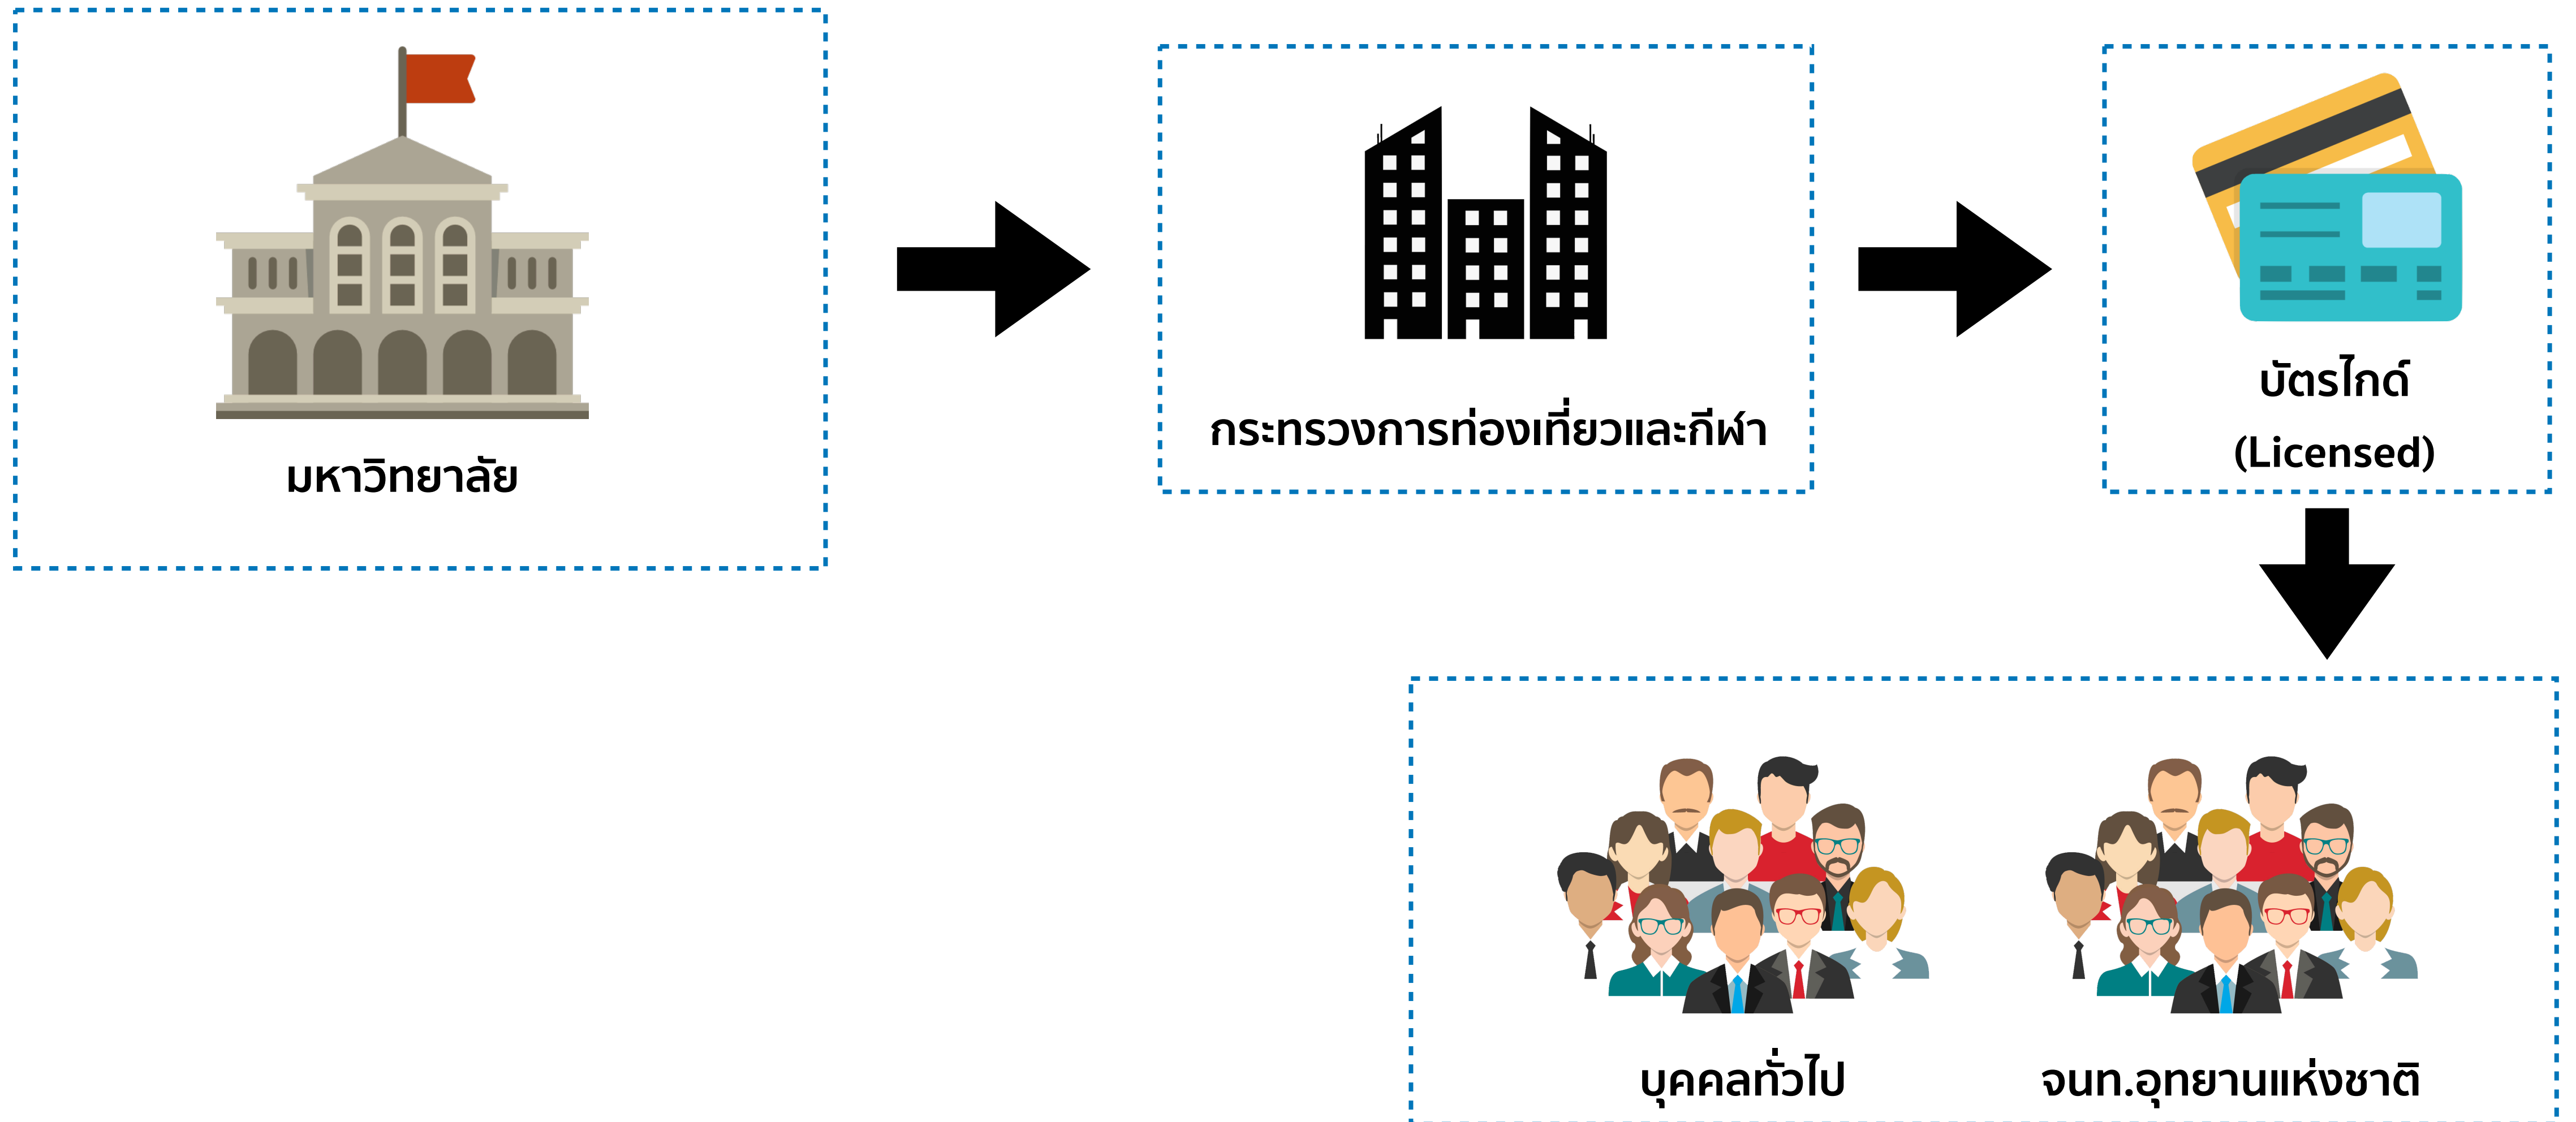 มหาวิทยาลัย
กระทรวงการท่องเที่ยวและกีฬา
บัตรไกด์
(Licensed)
บุคคลทั่วไป
จนท.อุทยานแห่งชาติ